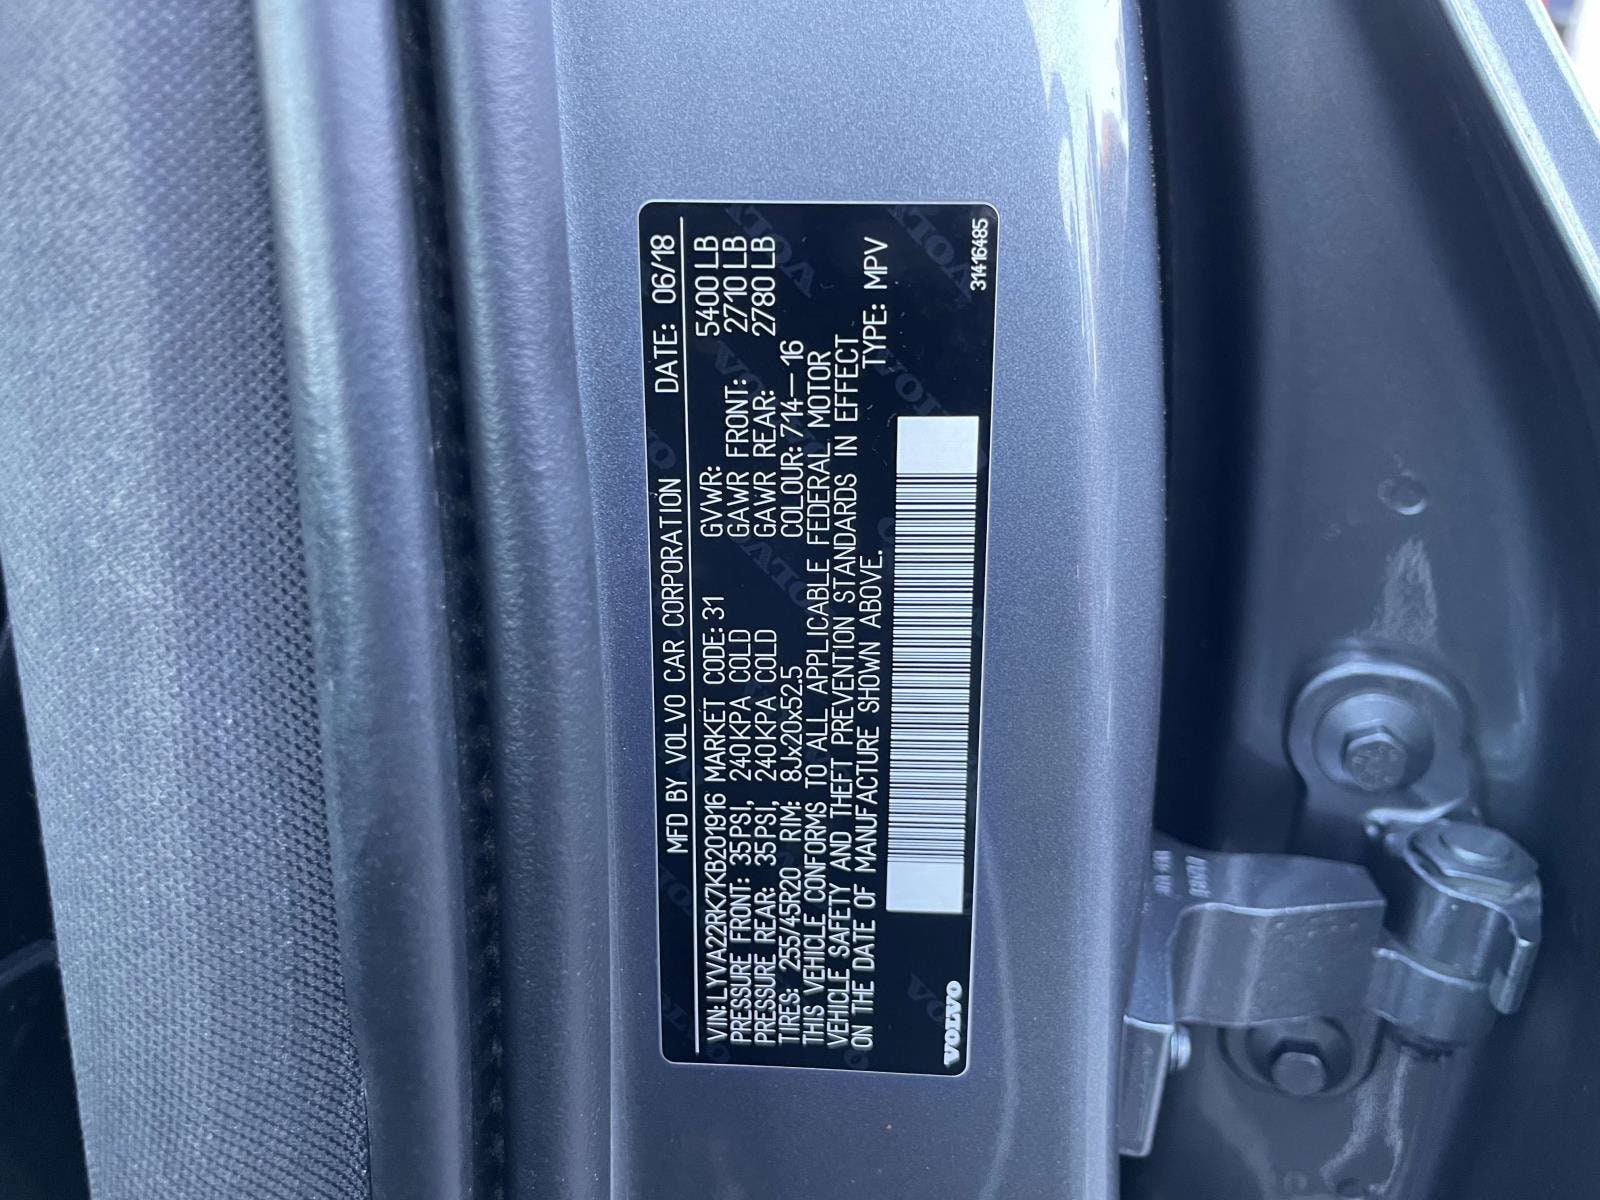 MFD BY VOLVO CAR CORPORATION DATE: 06/18
VIN: LYVA22RK7KB201916 MARKET CODE: 31 GVWR: 5400 LB
PRESSURE FRONT: 35PSI, 240KPA COLD GAWR FRONT: 2710 LB
PRESSURE REAR: 35PSI, 240KPA COLD GAWR REAR: 2780 LB
TIRES: 255/45R20 RIM: 8Jx20x52.5 COLOUR: 714-16
THIS VEHICLE CONFORMS TO ALL APPLICABLE FEDERAL MOTOR
VEHICLE SAFETY AND THEFT PREVENTION STANDARDS IN EFFECT
ON THE DATE OF MANUFACTURE SHOWN ABOVE. TYPE: MPV
VOLVO 31416485